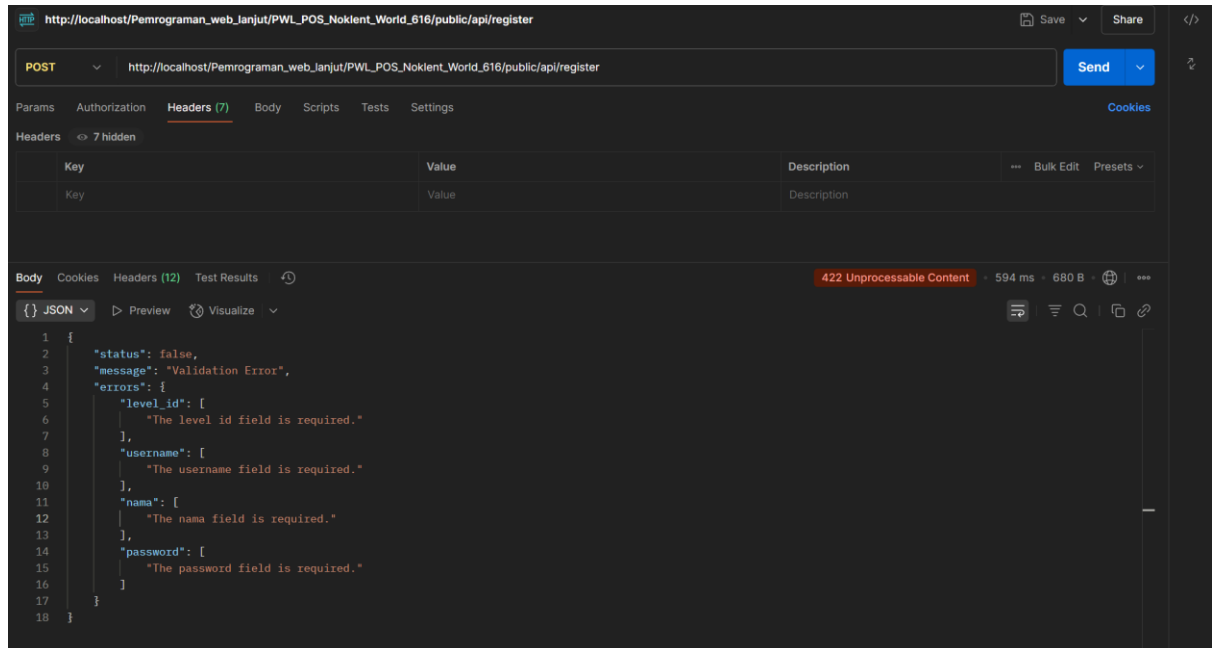 HTTP http://localhost/Pemrograman_web_lanjut/PWL_POS_Noklent_World_616/public/api/register Save Share
POST http://localhost/Pemrograman_web_lanjut/PWL_POS_Noklent_World_616/public/api/register Send
Params Authorization Headers (7) Body Scripts Tests Settings Cookies
Headers 7 hidden
Key Value Description Bulk Edit Presets
Key Value Description
Body Cookies Headers (12) Test Results 422 Unprocessable Content 594 ms 680 B
{} JSON Preview Visualize
1 {
2 "status": false,
3 "message": "Validation Error",
4 "errors": {
5 "level_id": [
6 "The level id field is required."
7 ],
8 "username": [
9 "The username field is required."
10 ],
11 "nama": [
12 "The nama field is required."
13 ],
14 "password": [
15 "The password field is required."
16 ]
17 }
18 }